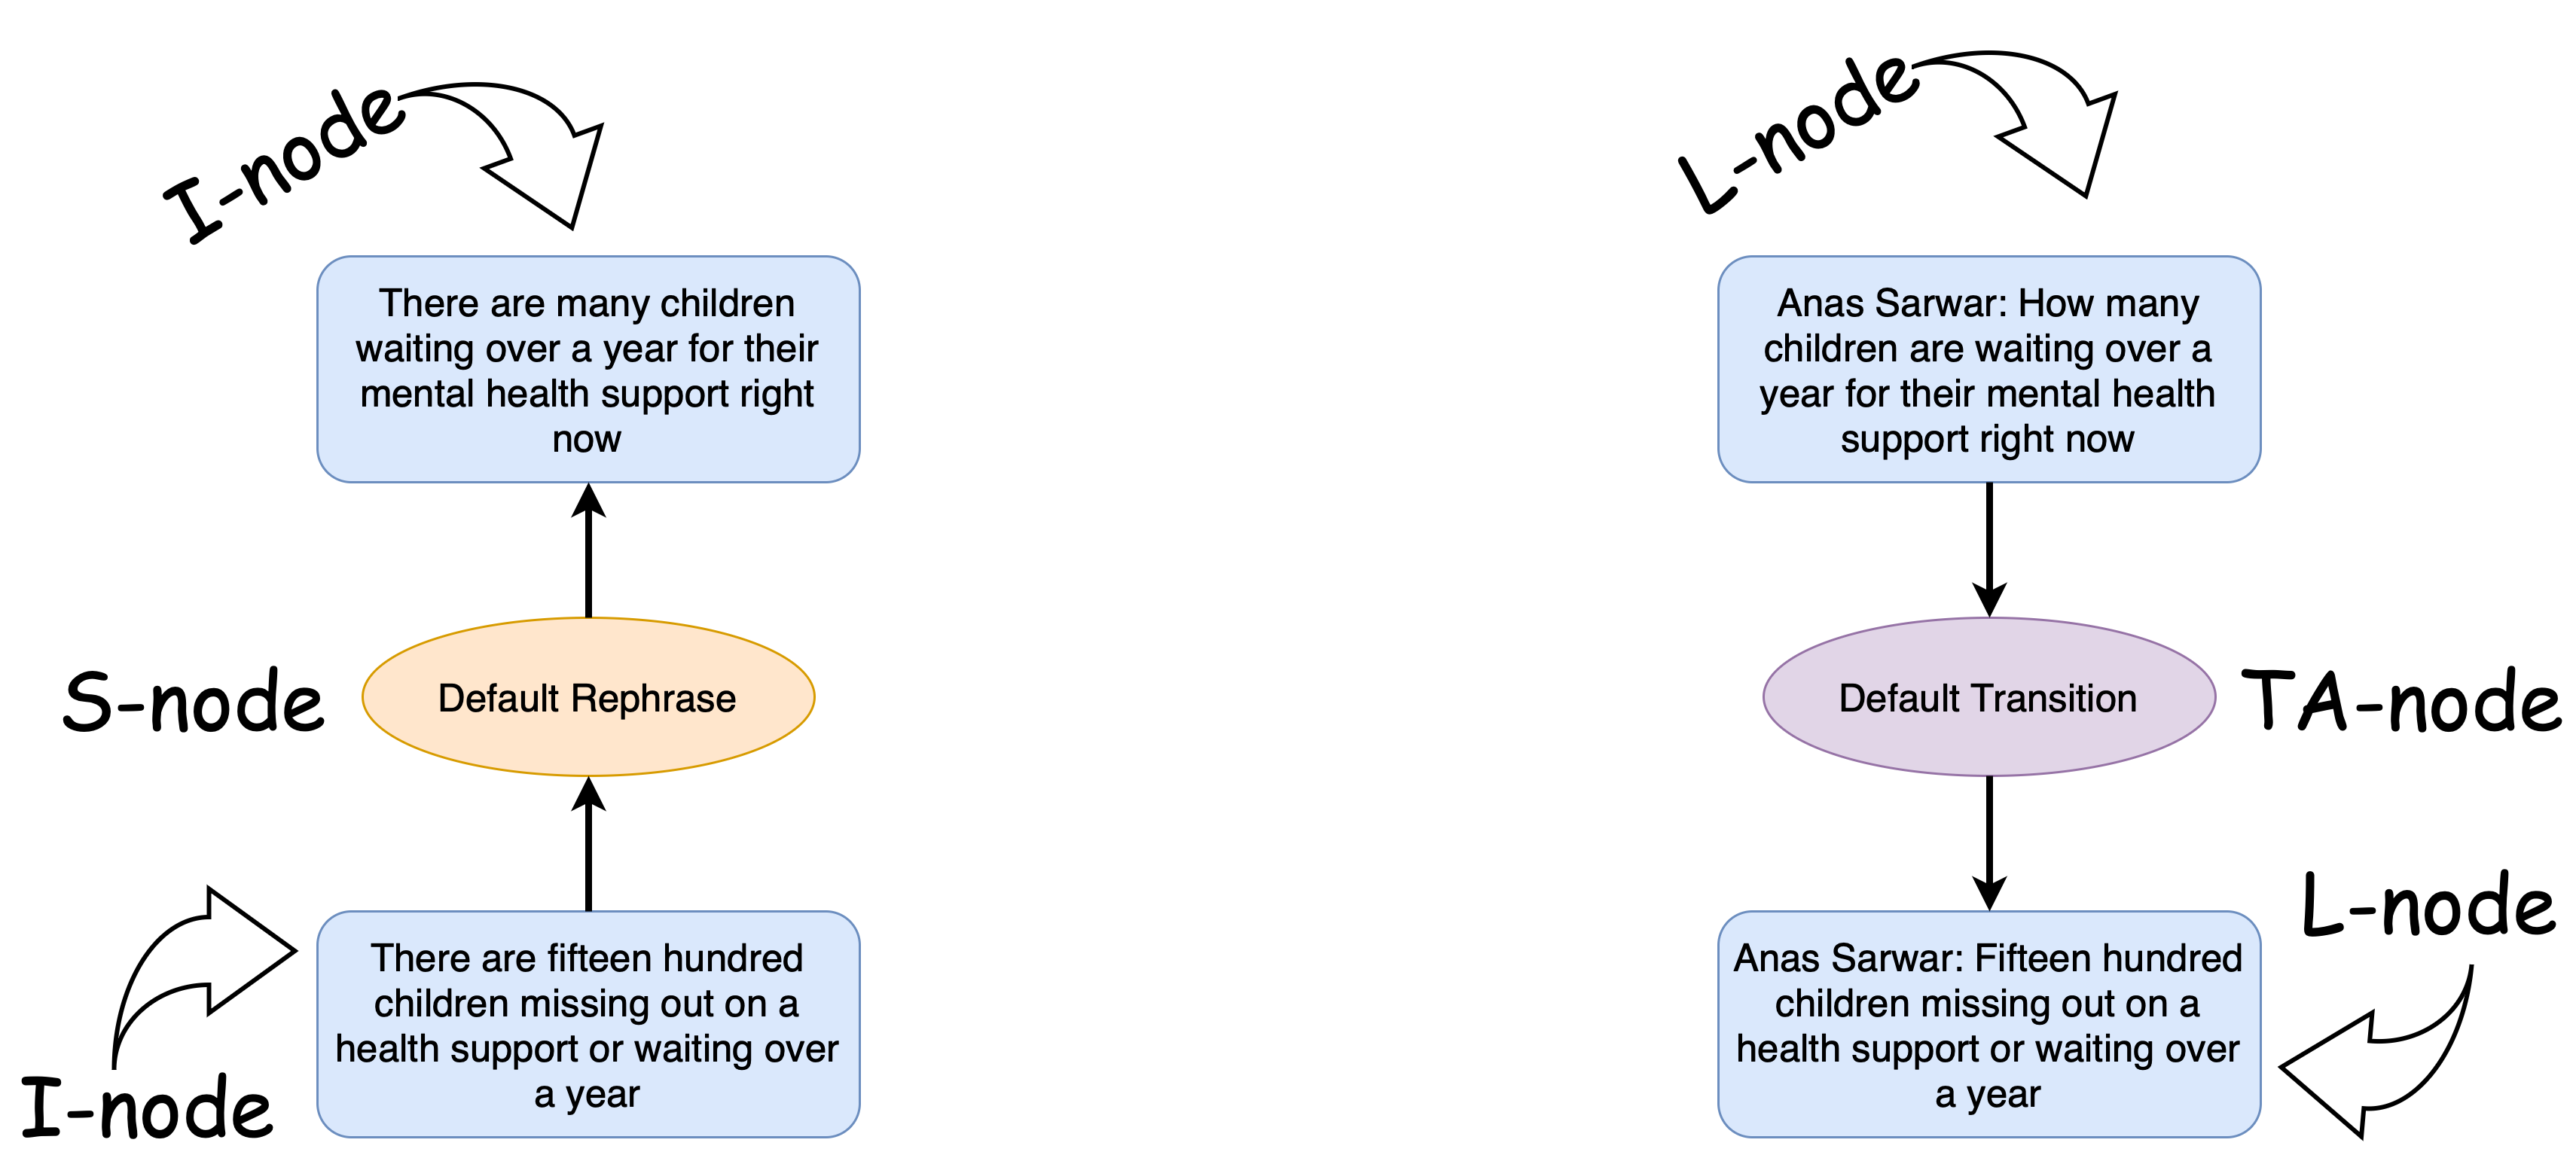 I-node
There are many children
waiting over a year for their
mental health support right
now
S-node
Default Rephrase
There are fifteen hundred
children missing out on a
health support or waiting over
a year
I-node
L-node
Anas Sarwar: How many
children are waiting over a
year for their mental health
support right now
Default Transition
TA-node
Anas Sarwar: Fifteen hundred
children missing out on a
health support or waiting over
a year
L-node